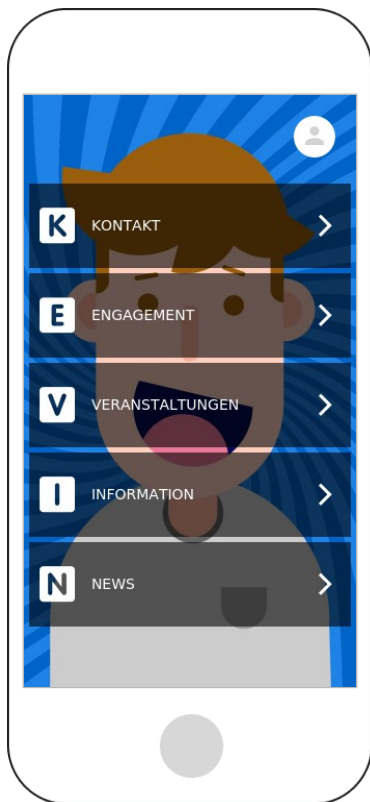 K KONTAKT
E ENGAGEMENT
V VERANSTALTUNGEN
I INFORMATION
N NEWS